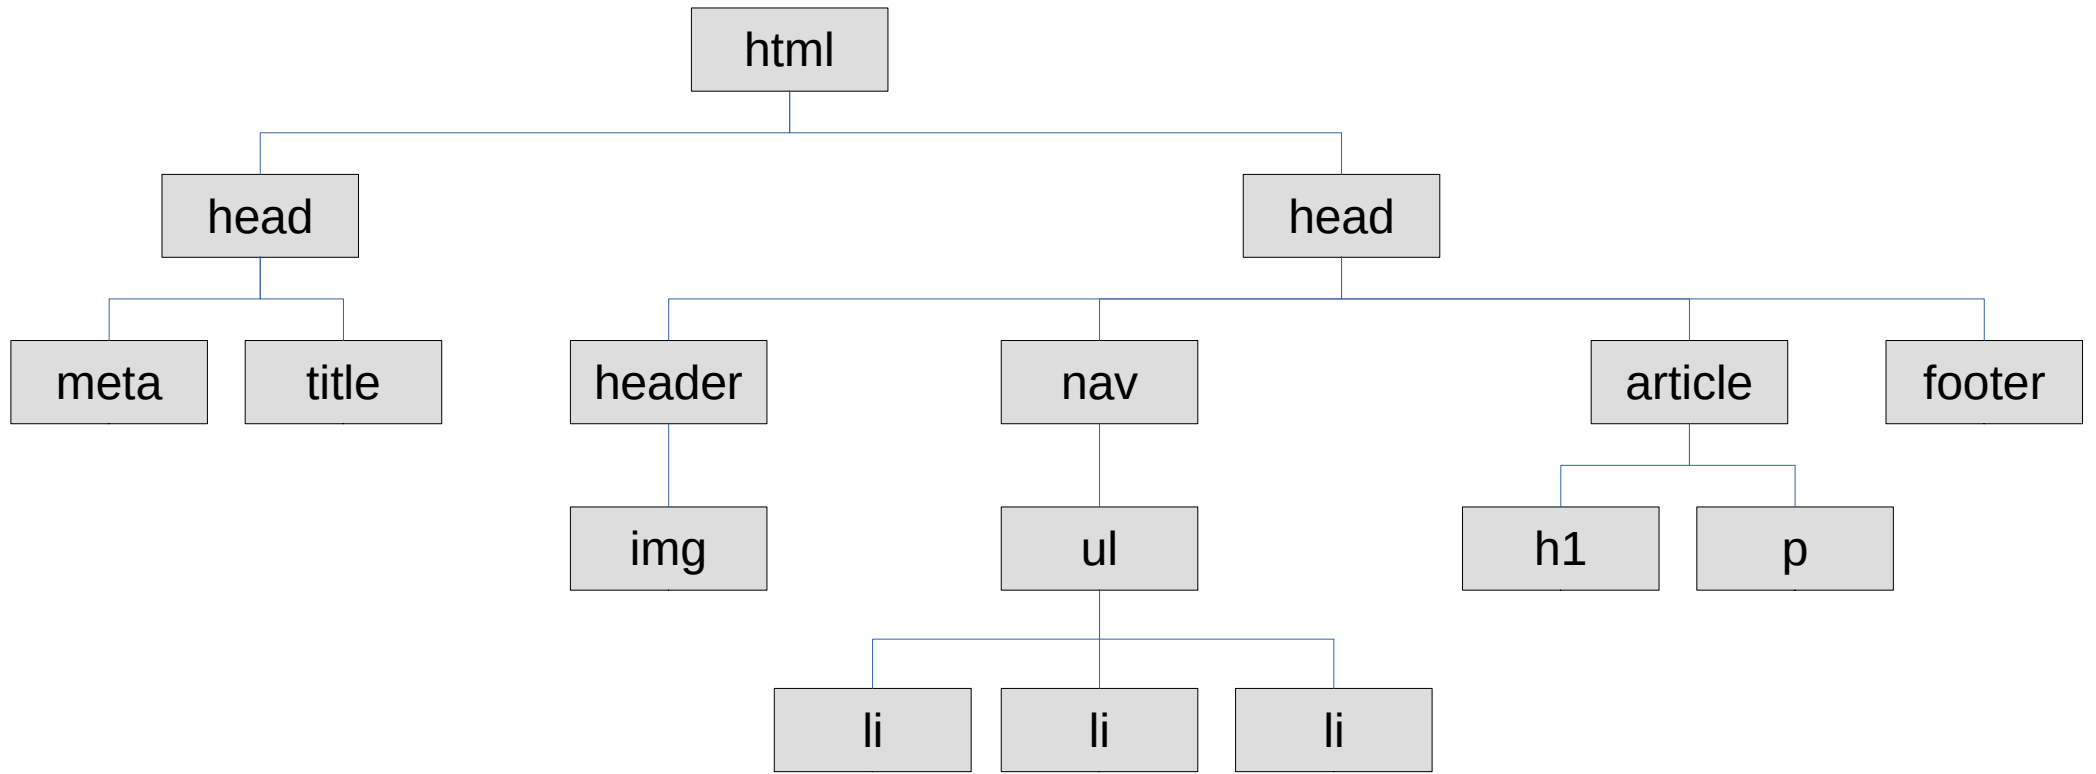 html
head
head
meta
title
header
nav
article
footer
img
ul
h1
p
li
li
li